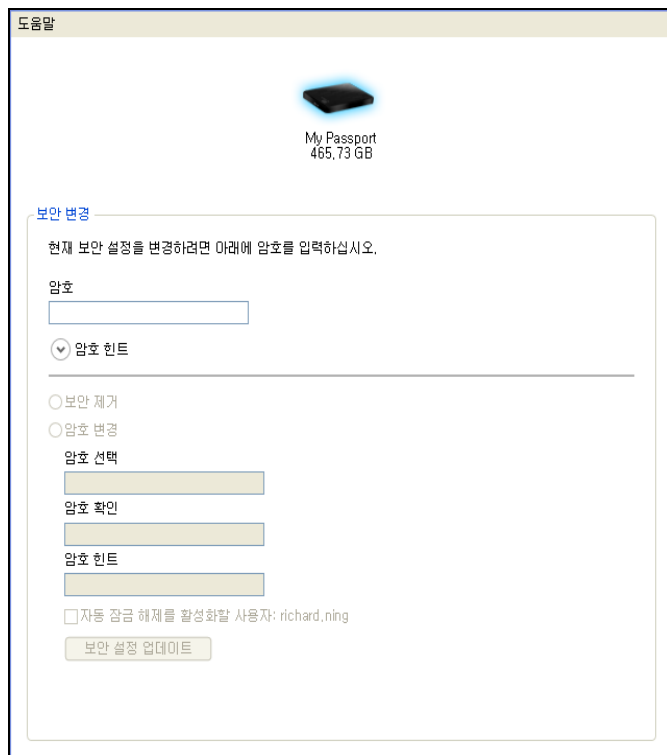 도움말
My Passport
465,73 GB
보안 변경
현재 보안 설정을 변경하려면 아래에 암호를 입력하십시오.
암호
암호 힌트
보안 제거
암호 변경
암호 선택
암호 확인
암호 힌트
자동 잠금 해제를 활성화할 사용자: richard,ning
보안 설정 업데이트